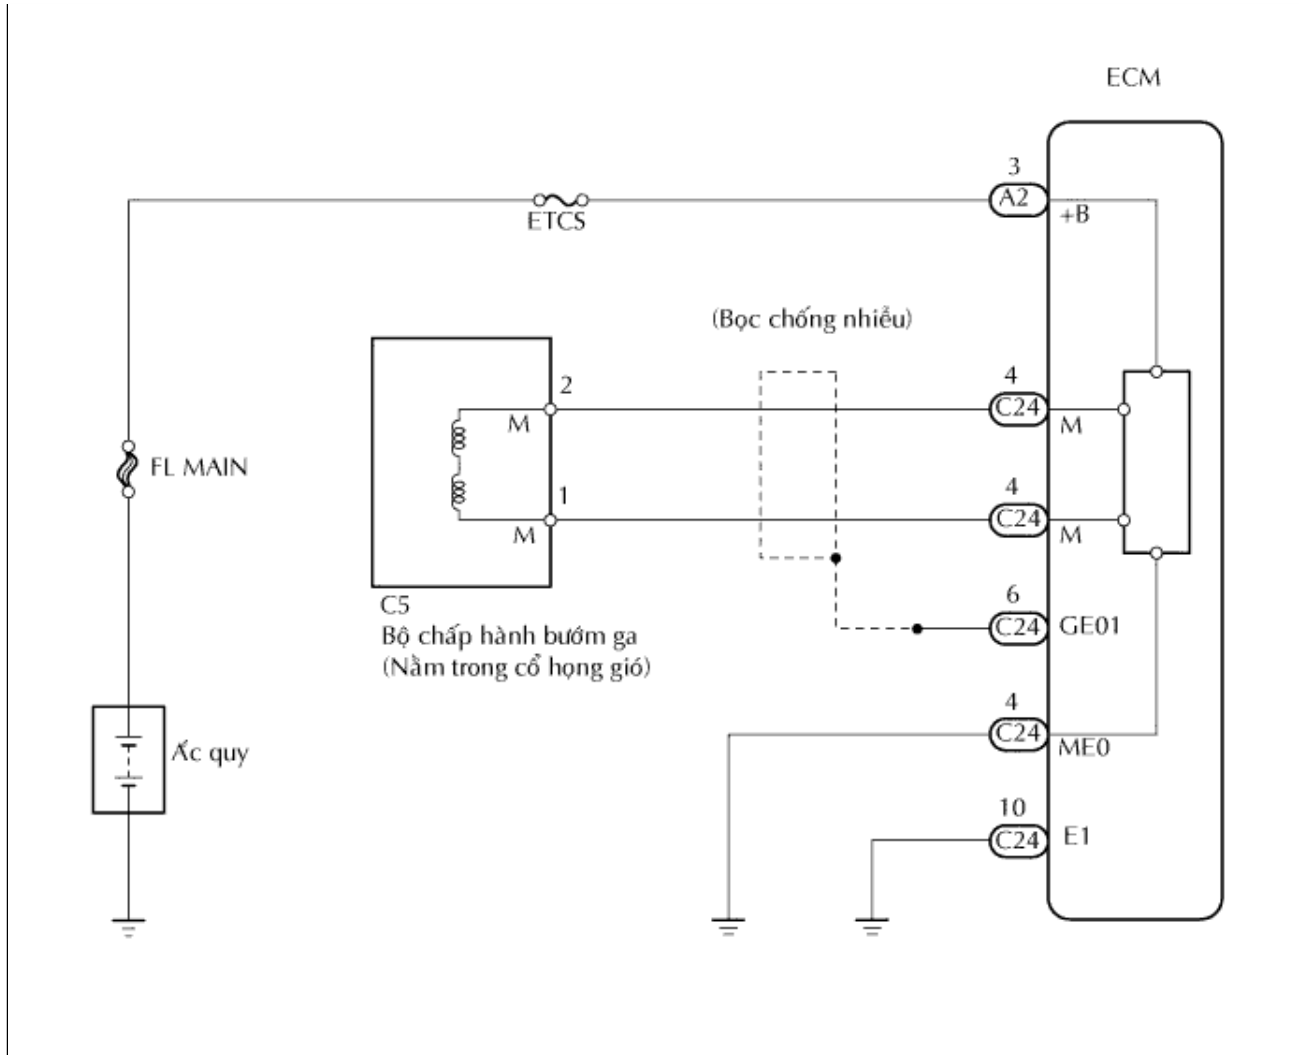 ECM
3
A2
+B
ETCS
(Bọc chống nhiễu)
2
M
4
C24
M
FL MAIN
1
M
4
C24
M
C5
Bộ chấp hành bướm ga
(Nằm trong cổ họng gió)
6
C24
GE01
4
C24
ME0
Ắc quy
10
C24
E1